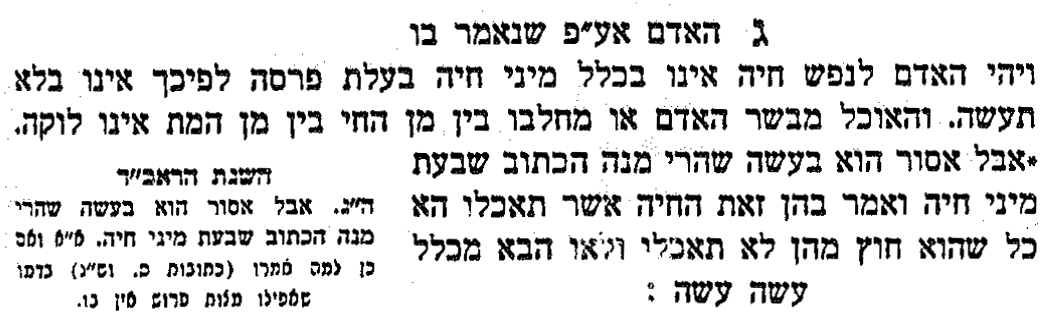 ג האדם אע״פ שנאמר בו
ויהי האדם לנפש חיה אינו בכלל מיני חיה בעלת פרסה לפיכך אינו בלא
תעשה. והאוכל מבשר האדם או מחלבו בין מן החי בין מן המת אינו לוקה.
*אבל אסור הוא בעשה שהרי מנה הכתוב שבעת
מיני חיה ואמר בהן זאת החיה אשר תאכלו הא
כל שהוא חוץ מהן לא תאכלו ולאו הבא מכלל
עשה עשה :
השגת הראב״ד
ה״ג. אבל אסור הוא בעשה שהרי
מנה הכתוב שבעת מיני חיה. א״א ואם
כן למה אמרו (כתובות ס. וש״נ) בדמו
שאפילו מצות פרוש אין בו.